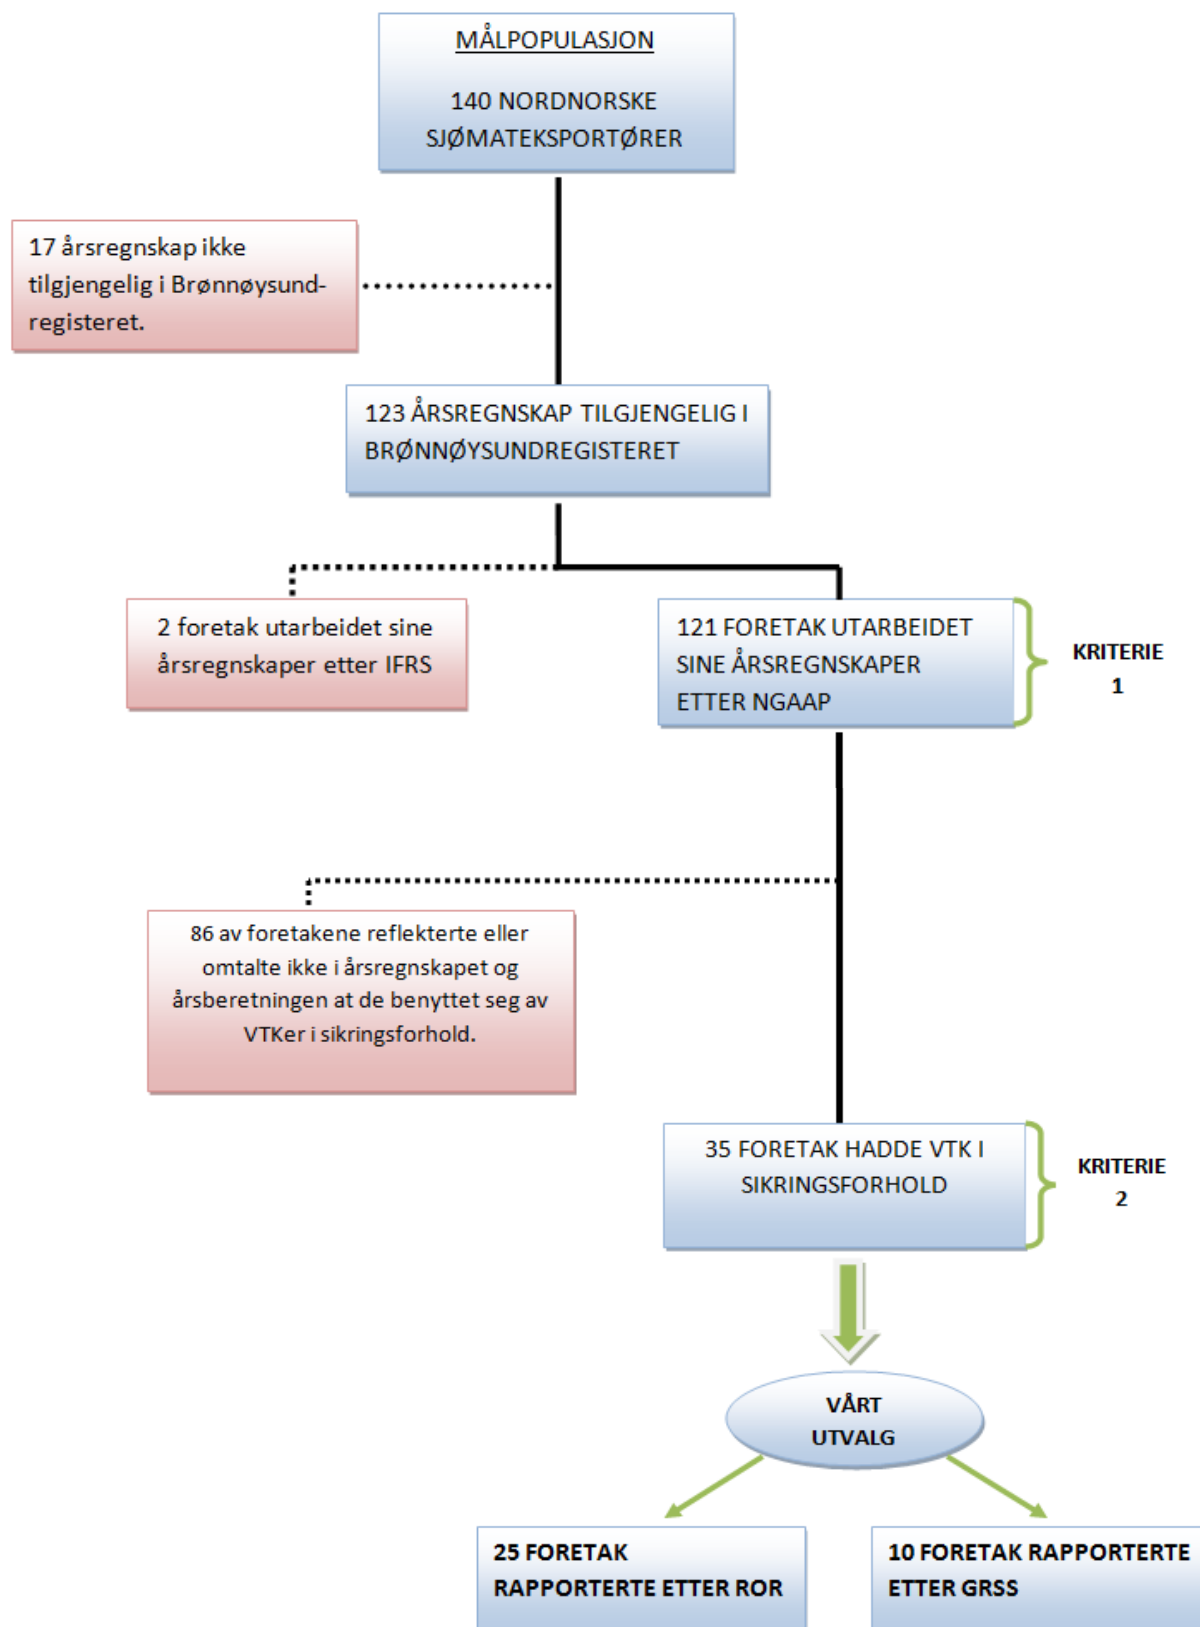 MÅLPOPULASJON
140 NORDNORSKE
SJØMATEKSPORTØRER
17 årsregnskap ikke
tilgjengelig i Brønnøysund-
registeret.
123 ÅRSREGNSKAP TILGJENGELIG I
BRØNNØYSUNDREGISTERET
2 foretak utarbeidet sine
årsregnskaper etter IFRS
121 FORETAK UTARBEIDET
SINE ÅRSREGNSKAPER
ETTER NGAAP
KRITERIE
1
86 av foretakene reflekterte eller
omtalte ikke i årsregnskapet og
årsberetningen at de benyttet seg av
VTKer i sikringsforhold.
35 FORETAK HADDE VTK I
SIKRINGSFORHOLD
KRITERIE
2
VÅRT
UTVALG
25 FORETAK
RAPPORTERTE ETTER ROR
10 FORETAK RAPPORTERTE
ETTER GRSS